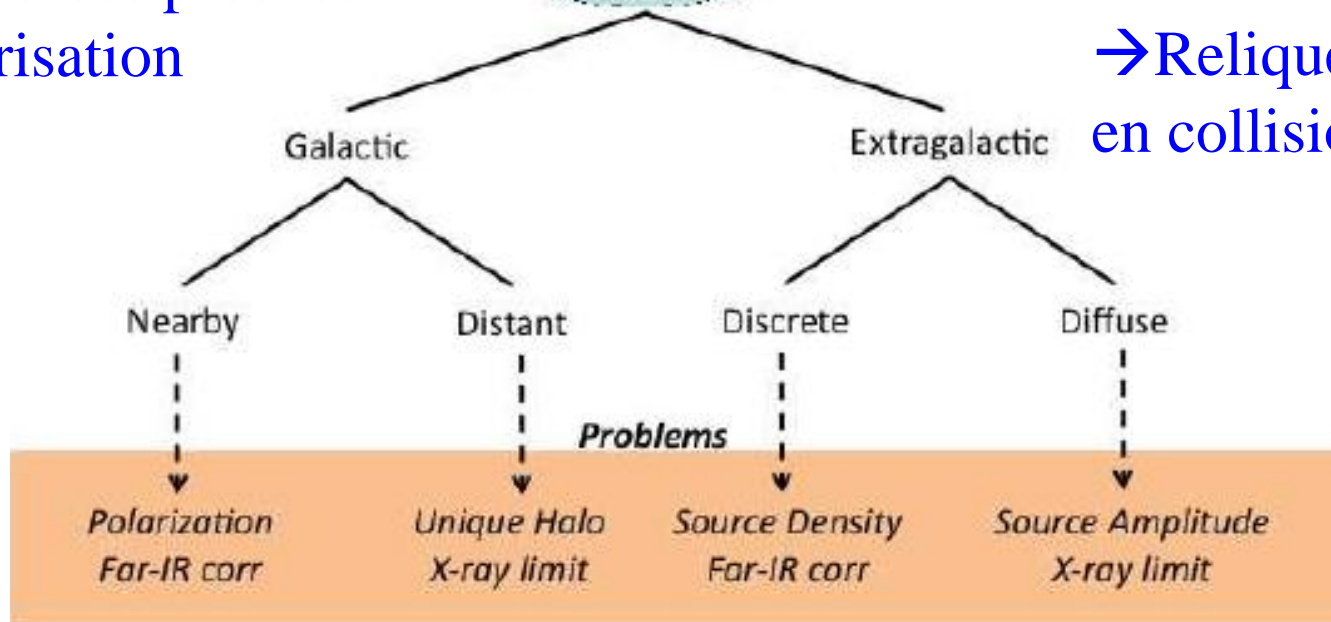 risation
→Relique
en collisi
Galactic
Extragalactic
Nearby
Distant
Discrete
Diffuse
Problems
Polarization
Far-IR corr
Unique Halo
X-ray limit
Source Density
Far-IR corr
Source Amplitude
X-ray limit